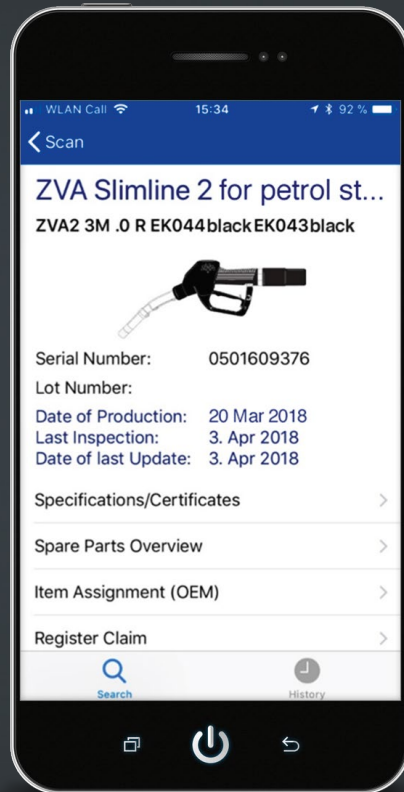 WLAN Call 15:34 92 %
Scan
ZVA Slimline 2 for petrol st...
ZVA2 3M .0 R EK044black EK043black
Serial Number: 0501609376
Lot Number:
Date of Production: 20 Mar 2018
Last Inspection: 3. Apr 2018
Date of last Update: 3. Apr 2018
Specifications/Certificates
Spare Parts Overview
Item Assignment (OEM)
Register Claim
Search History